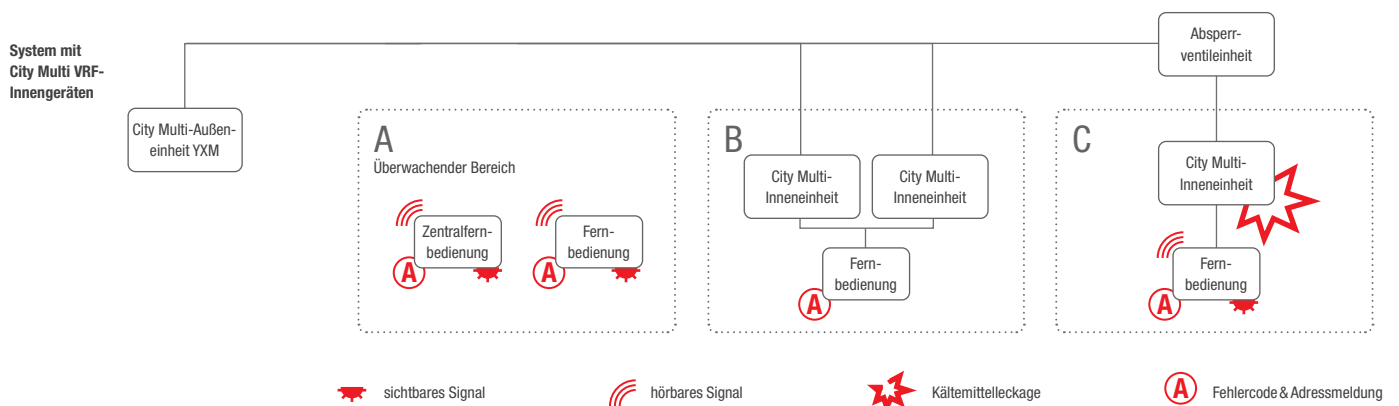 System mit
City Multi VRF-
Innengeräten
City Multi-Außen-
einheit YXM
Absperr-
ventileinheit
A
Überwachender Bereich
Zentralfern-
bedienung
A
Fern-
bedienung
A
B
City Multi-
Inneneinheit
City Multi-
Inneneinheit
Fern-
bedienung
A
C
City Multi-
Inneneinheit
Fern-
bedienung
A
sichtbares Signal
hörbares Signal
Kältemittelleckage
A
Fehlercode & Adressmeldung